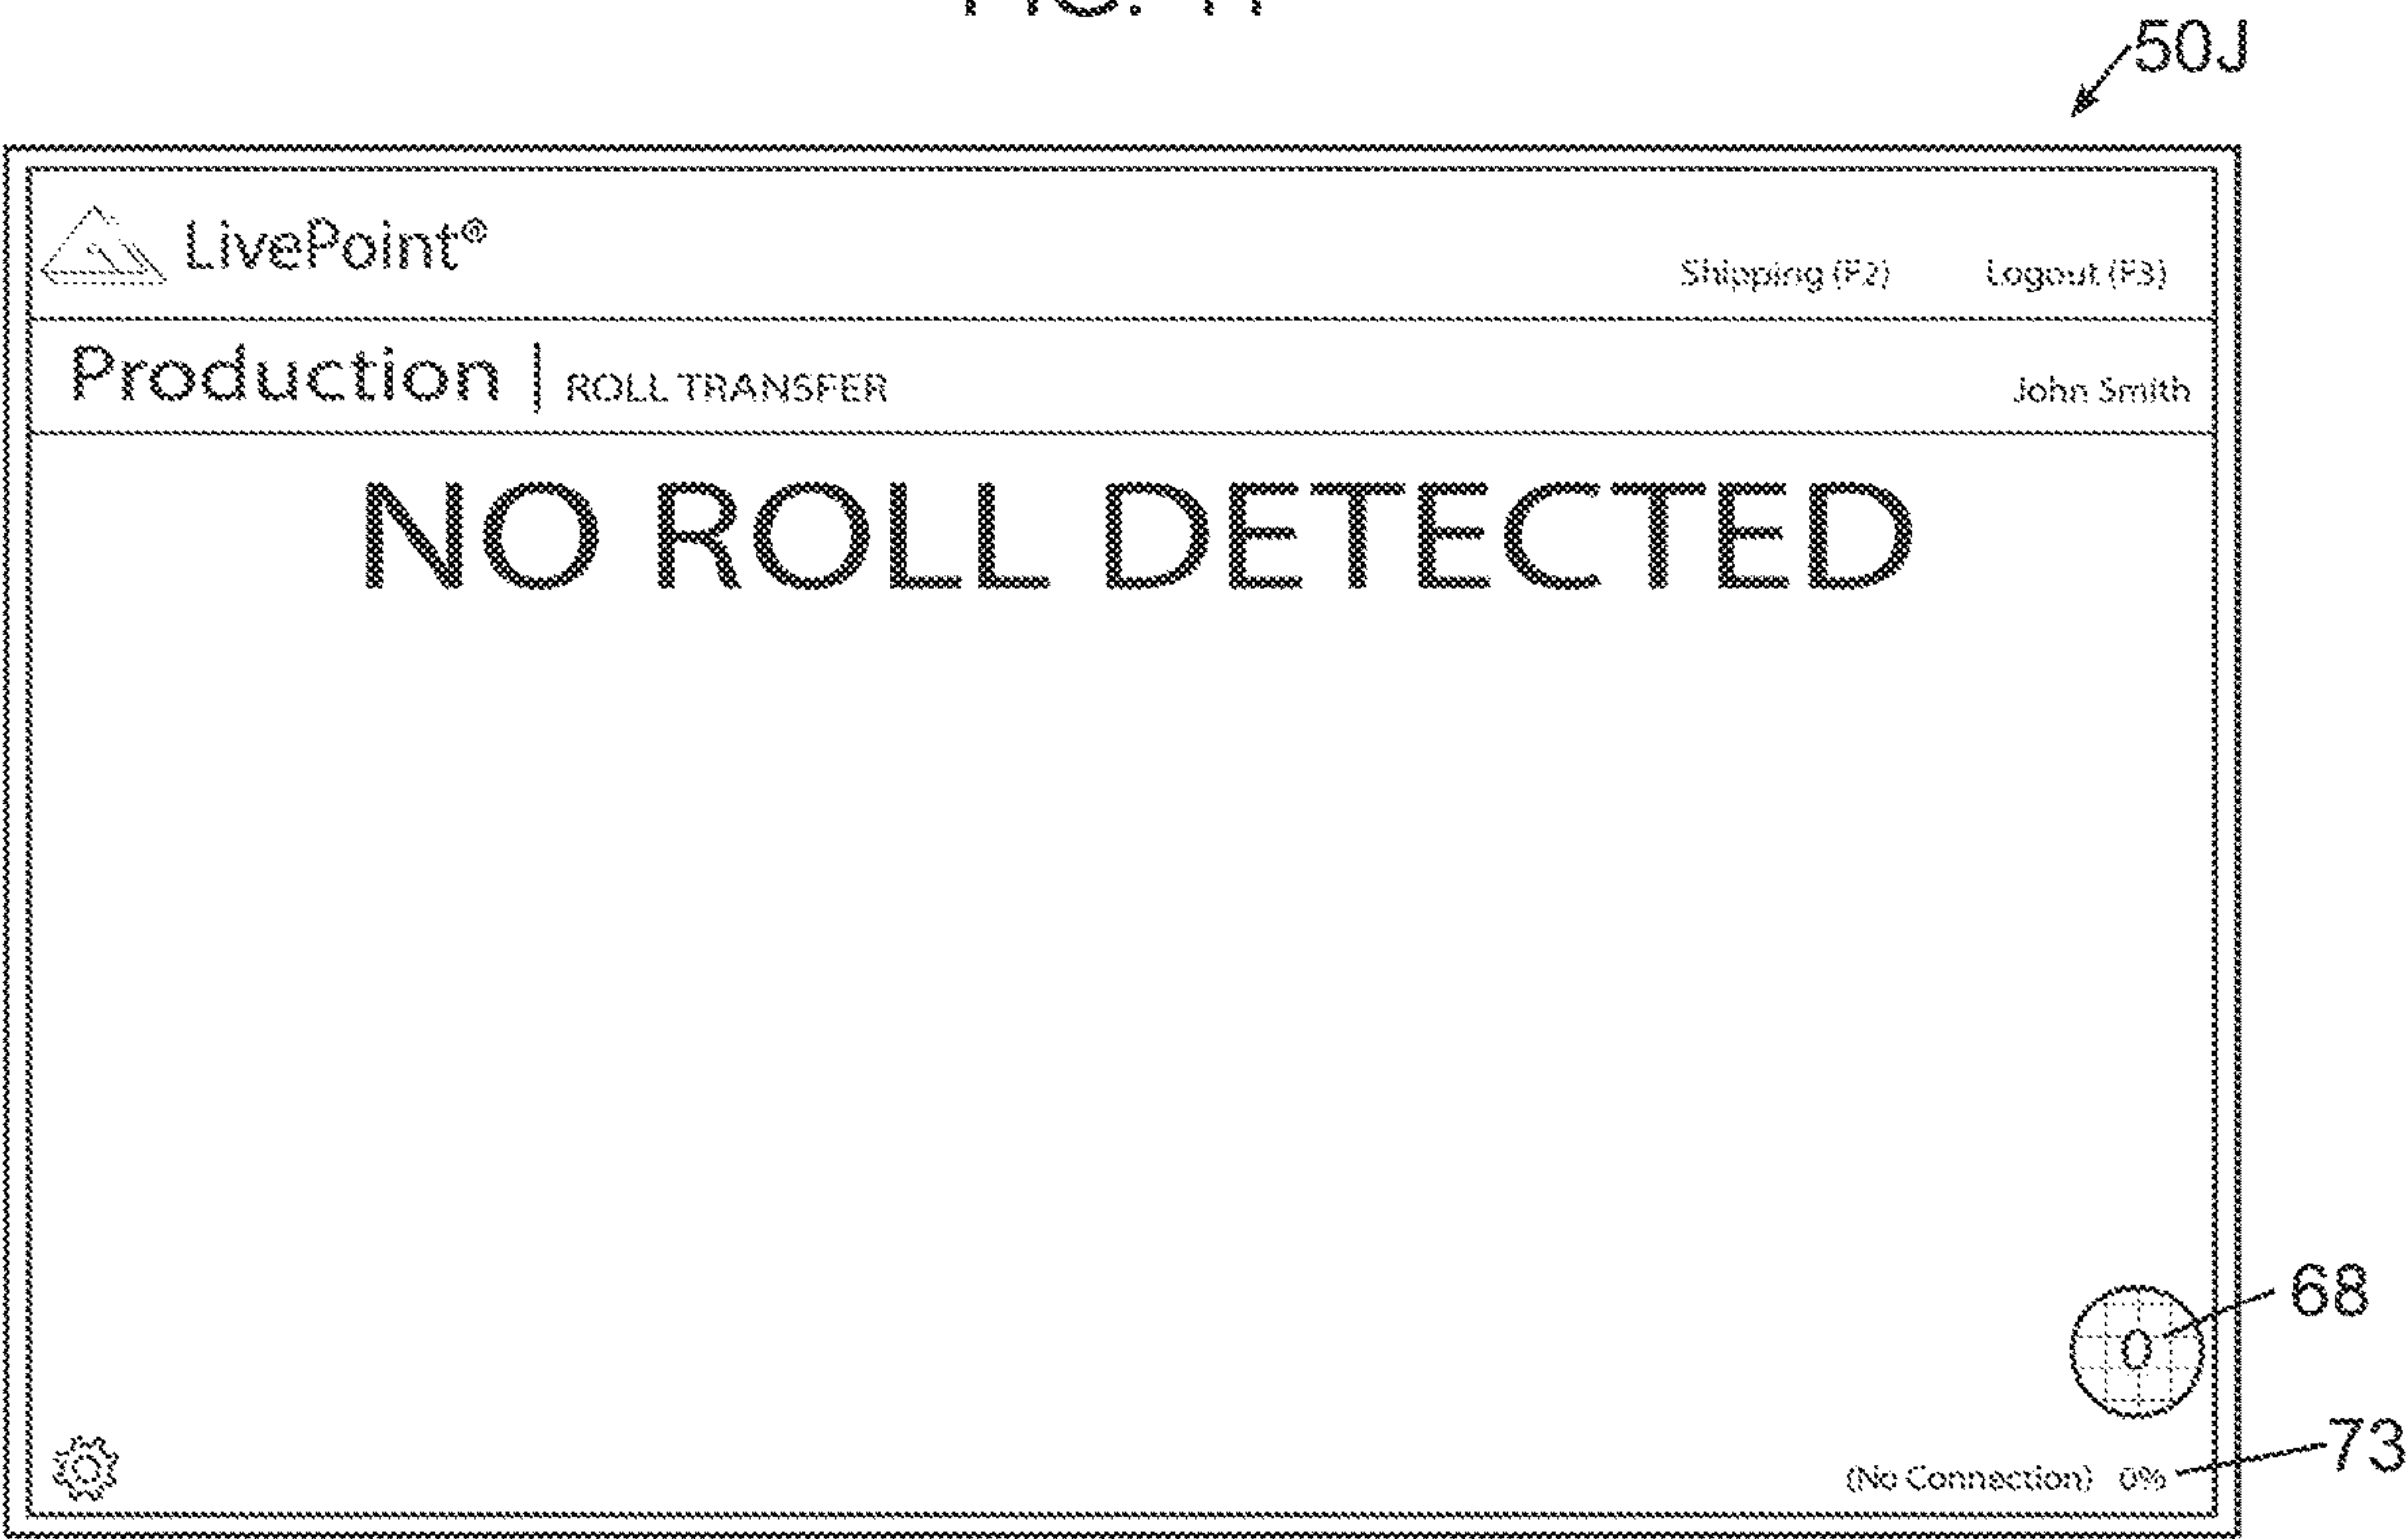 50J
LivePoint®
Shipping (F2) Logout (F3)
Production | ROLL TRANSFER John Smith
NO ROLL DETECTED
0
68
(No Connection) 0%
73